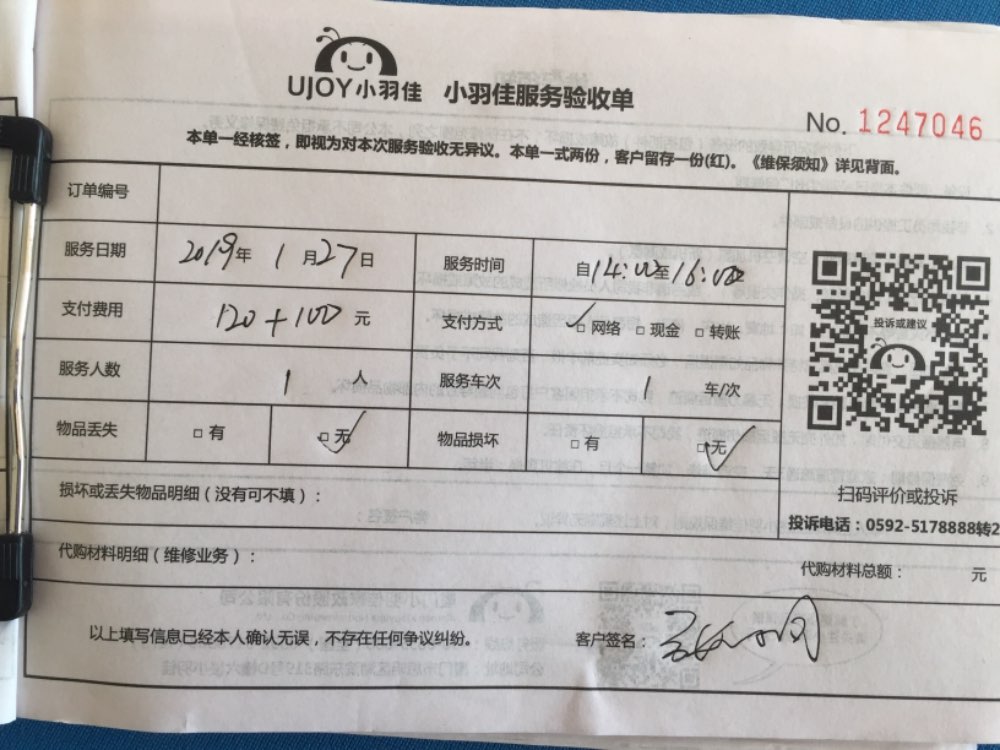 UJOY小羽佳 小羽佳服务验收单
No. 1247046
本单一经核签，即视为对本次服务验收无异议。本单一式两份，客户留存一份(红)。《维保须知》详见背面。
订单编号
服务日期 2019年 1月27日 服务时间 自14:00至16:00
支付费用 120+100 元 支付方式 ✓□网络 □现金 □转账
服务人数 1 人 服务车次 1 车/次
物品丢失 □有 □无✓ 物品损坏 □有 □无✓
投诉或建议
扫码评价或投诉
损坏或丢失物品明细（没有可不填）：
投诉电话：0592-5178888转2
代购材料明细（维修业务）：
代购材料总额： 元
以上填写信息已经本人确认无误，不存在任何争议纠纷。 客户签名：